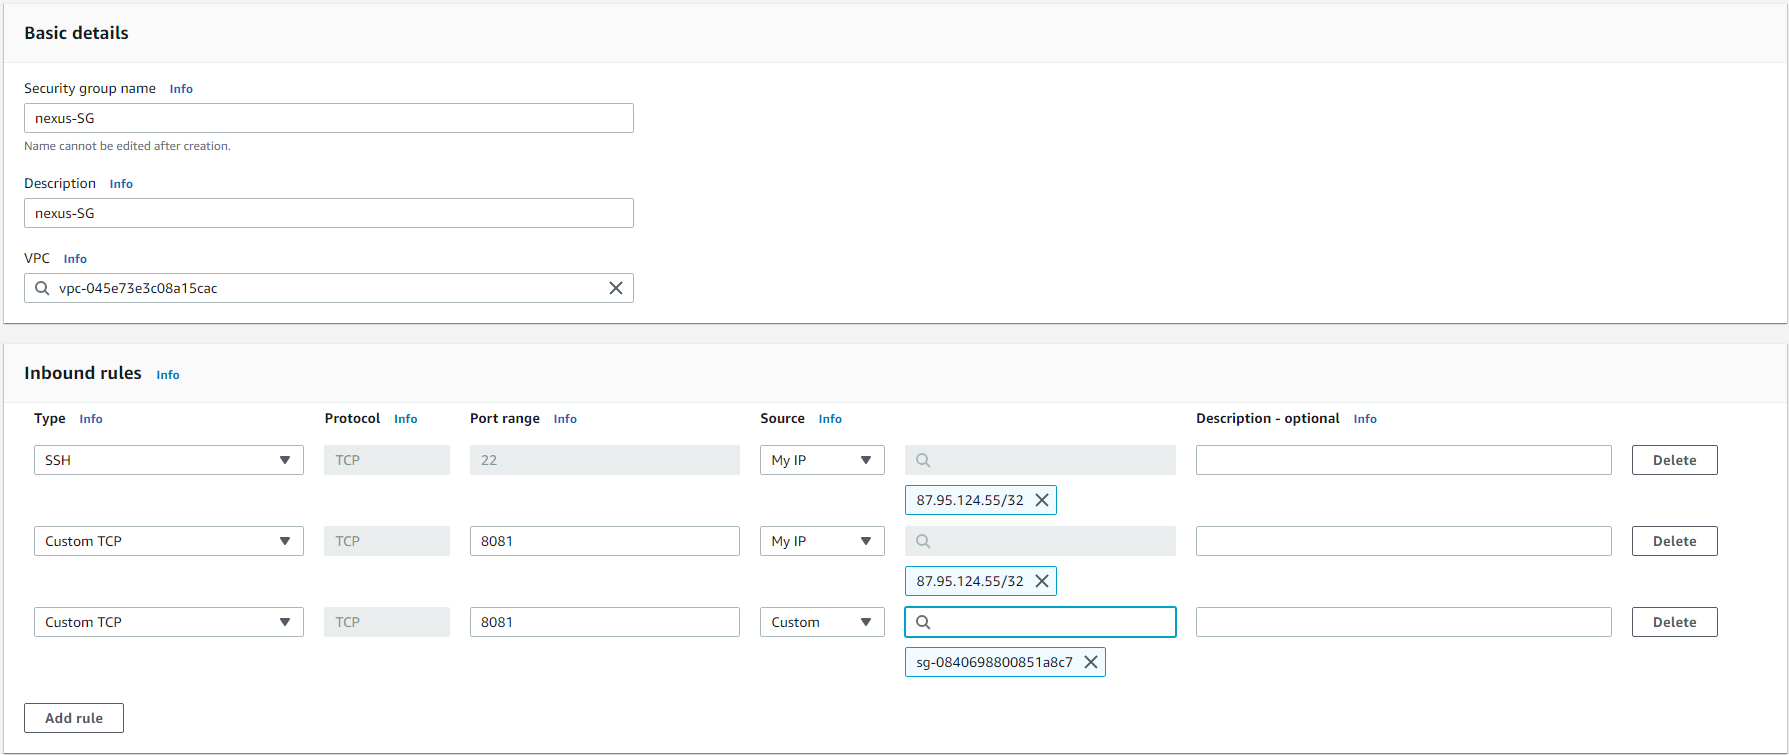 Basic details
Security group name Info
nexus-SG
Name cannot be edited after creation.
Description Info
nexus-SG
VPC Info
vpc-045e73e3c08a15cac
Inbound rules Info
Type Info Protocol Info Port range Info Source Info Description - optional Info
SSH TCP 22 My IP Delete
87.95.124.55/32
Custom TCP TCP 8081 My IP Delete
87.95.124.55/32
Custom TCP TCP 8081 Custom Delete
sg-0840698800851a8c7
Add rule